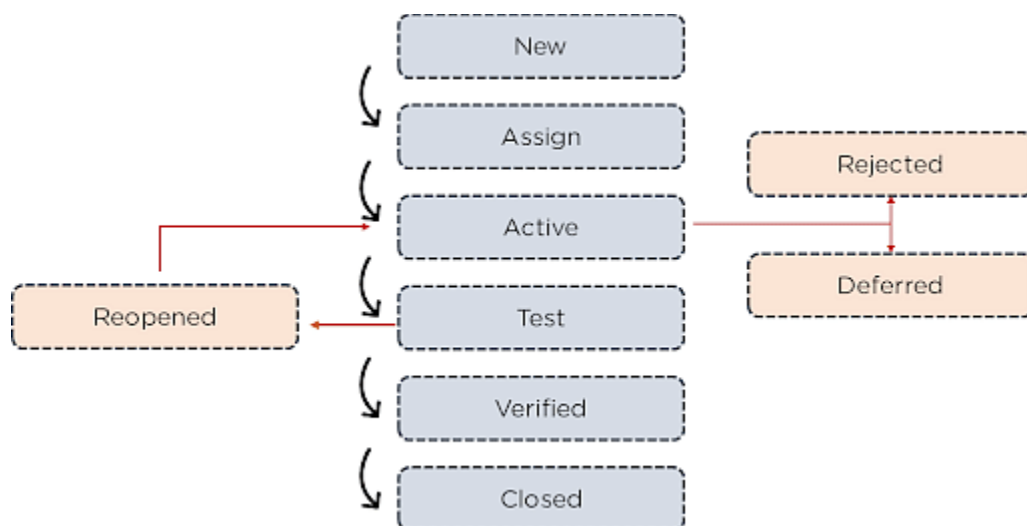 New
Assign
Rejected
Active
Deferred
Reopened
Test
Verified
Closed